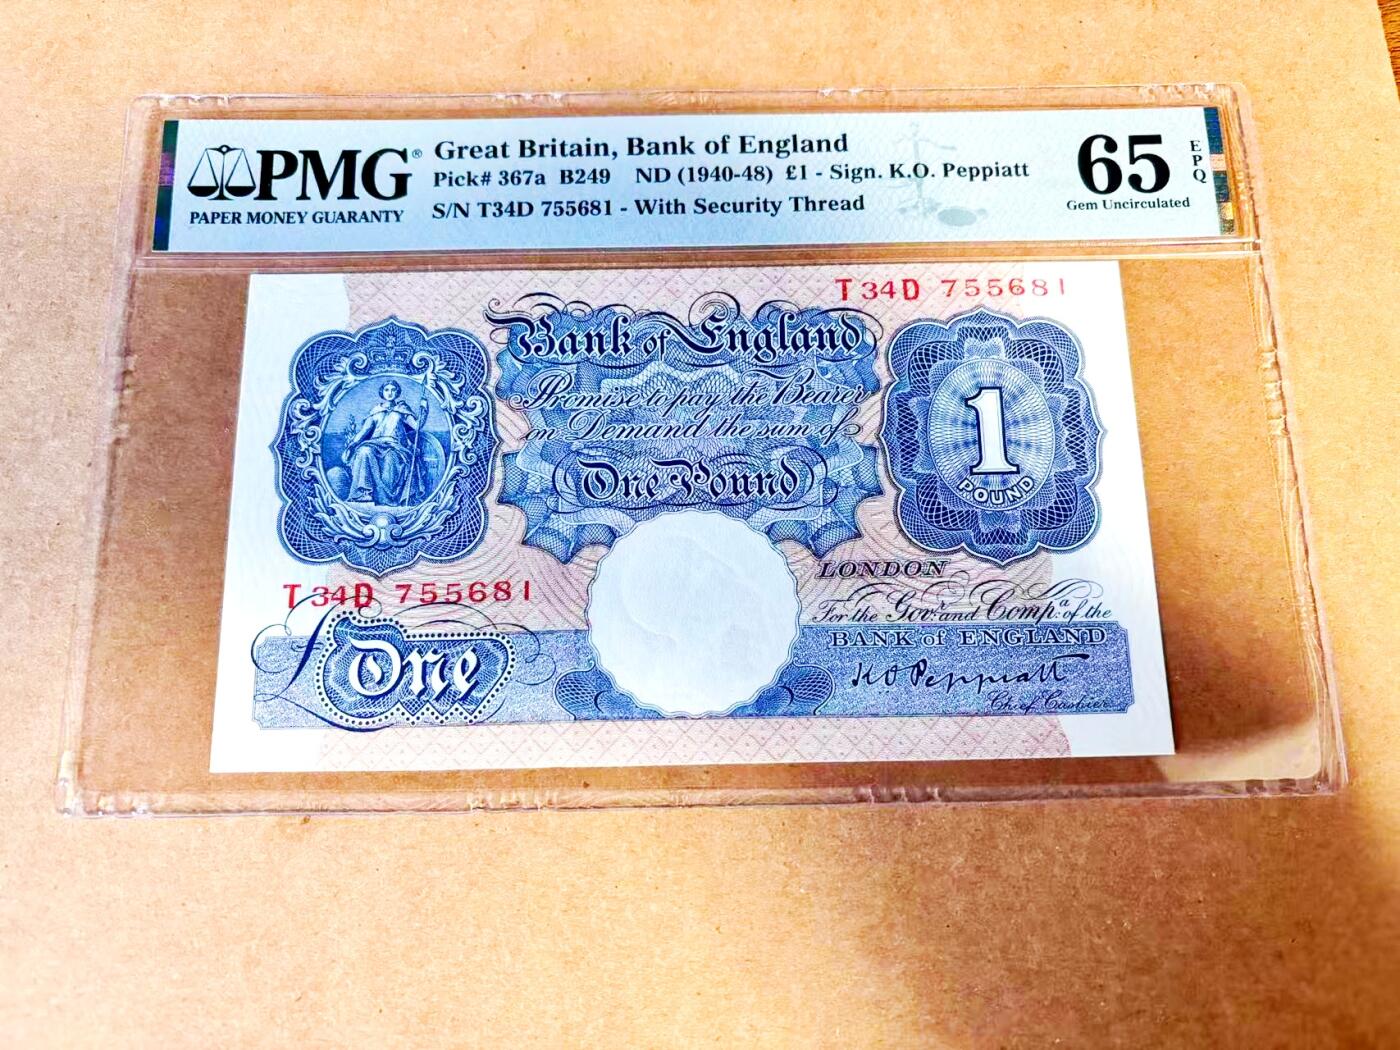 PMG®
PAPER MONEY GUARANTY
Great Britain, Bank of England
Pick# 367a B249 ND (1940-48) £1 - Sign. K.O. Peppiatt
S/N T34D 755681 - With Security Thread
65 EPQ
Gem Uncirculated
T34D 755681
Bank of England
Promise to pay the Bearer
on Demand the sum of
One Pound
1
POUND
T34D 755681
LONDON
For the Govr. and Compa. of the
BANK of ENGLAND
K O Peppiatt
Chief Cashier
£One